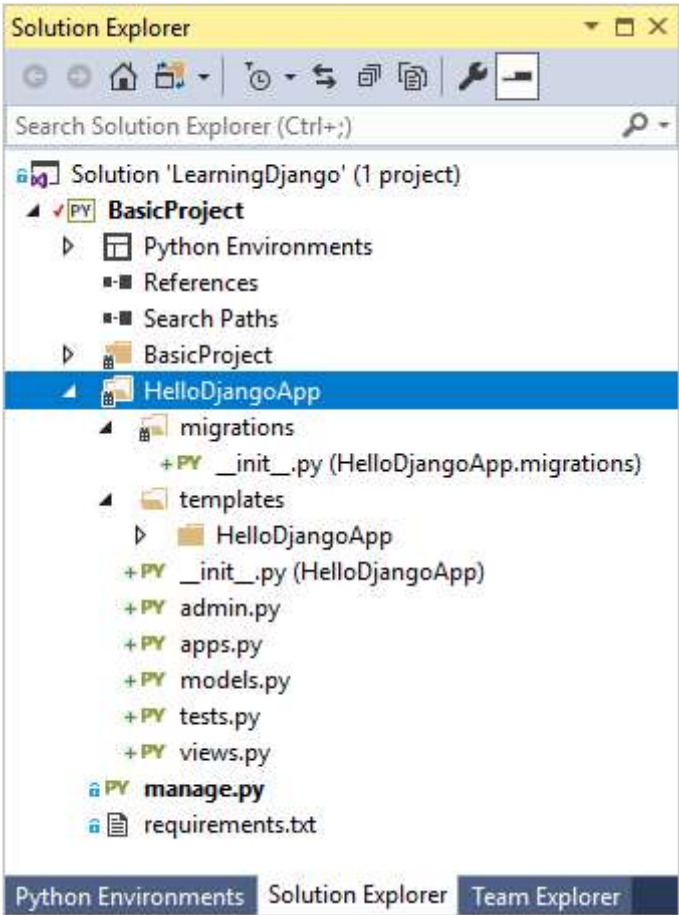 Solution Explorer
Search Solution Explorer (Ctrl+;)
Solution 'LearningDjango' (1 project)
PY BasicProject
Python Environments
References
Search Paths
BasicProject
HelloDjangoApp
migrations
+PY __init__.py (HelloDjangoApp.migrations)
templates
HelloDjangoApp
+PY __init__.py (HelloDjangoApp)
+PY admin.py
+PY apps.py
+PY models.py
+PY tests.py
+PY views.py
PY manage.py
requirements.txt
Python Environments Solution Explorer Team Explorer